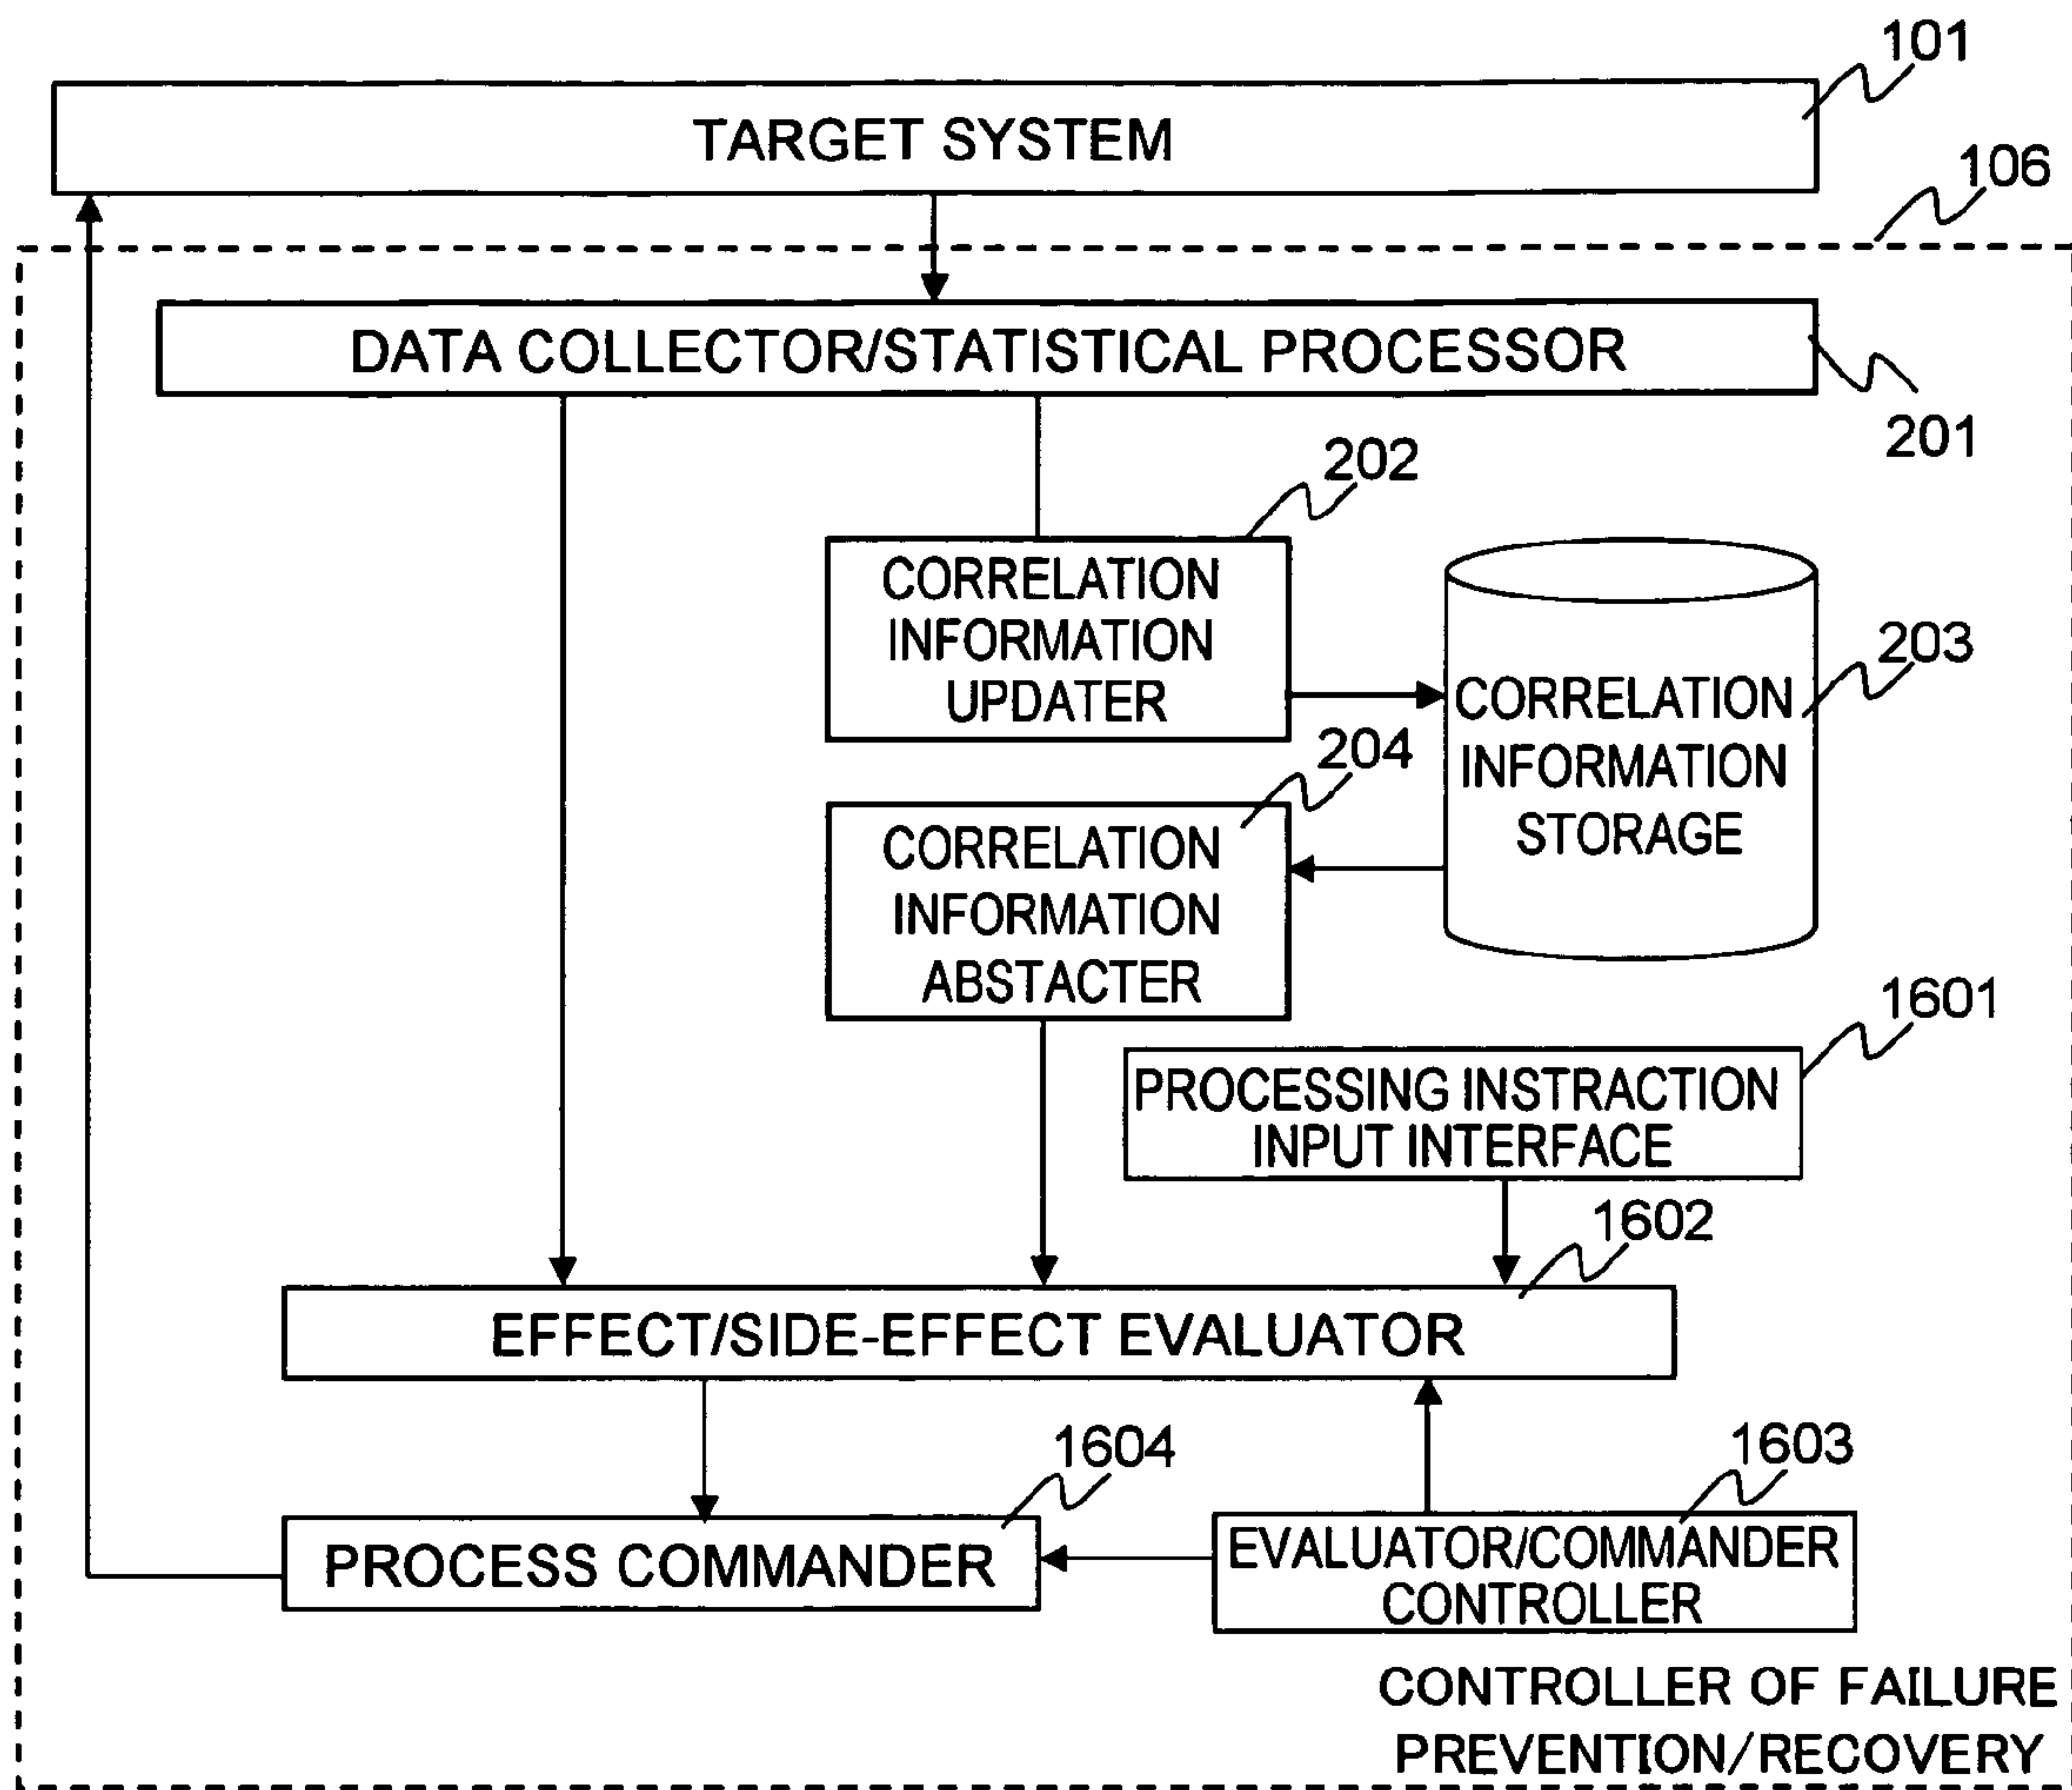 101
TARGET SYSTEM
106
DATA COLLECTOR/STATISTICAL PROCESSOR
201
202
CORRELATION
INFORMATION
UPDATER
203
CORRELATION
INFORMATION
STORAGE
204
CORRELATION
INFORMATION
ABSTACTER
1601
PROCESSING INSTRACTION
INPUT INTERFACE
1602
EFFECT/SIDE-EFFECT EVALUATOR
1604
PROCESS COMMANDER
1603
EVALUATOR/COMMANDER
CONTROLLER
CONTROLLER OF FAILURE
PREVENTION/RECOVERY